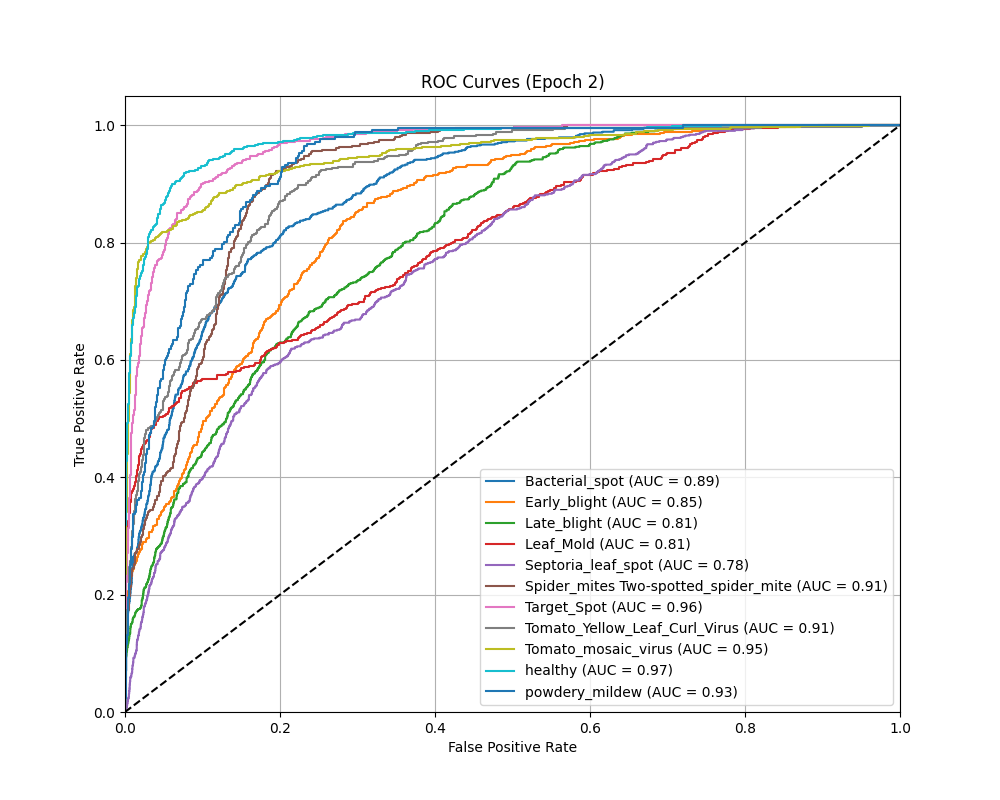 ROC Curves (Epoch 2)
True Positive Rate
1.0
0.8
0.6
0.4
0.2
0.0
Bacterial_spot (AUC = 0.89)
Early_blight (AUC = 0.85)
Late_blight (AUC = 0.81)
Leaf_Mold (AUC = 0.81)
Septoria_leaf_spot (AUC = 0.78)
Spider_mites Two-spotted_spider_mite (AUC = 0.91)
Target_Spot (AUC = 0.96)
Tomato_Yellow_Leaf_Curl_Virus (AUC = 0.91)
Tomato_mosaic_virus (AUC = 0.95)
healthy (AUC = 0.97)
powdery_mildew (AUC = 0.93)
0.0 0.2 0.4 0.6 0.8 1.0
False Positive Rate